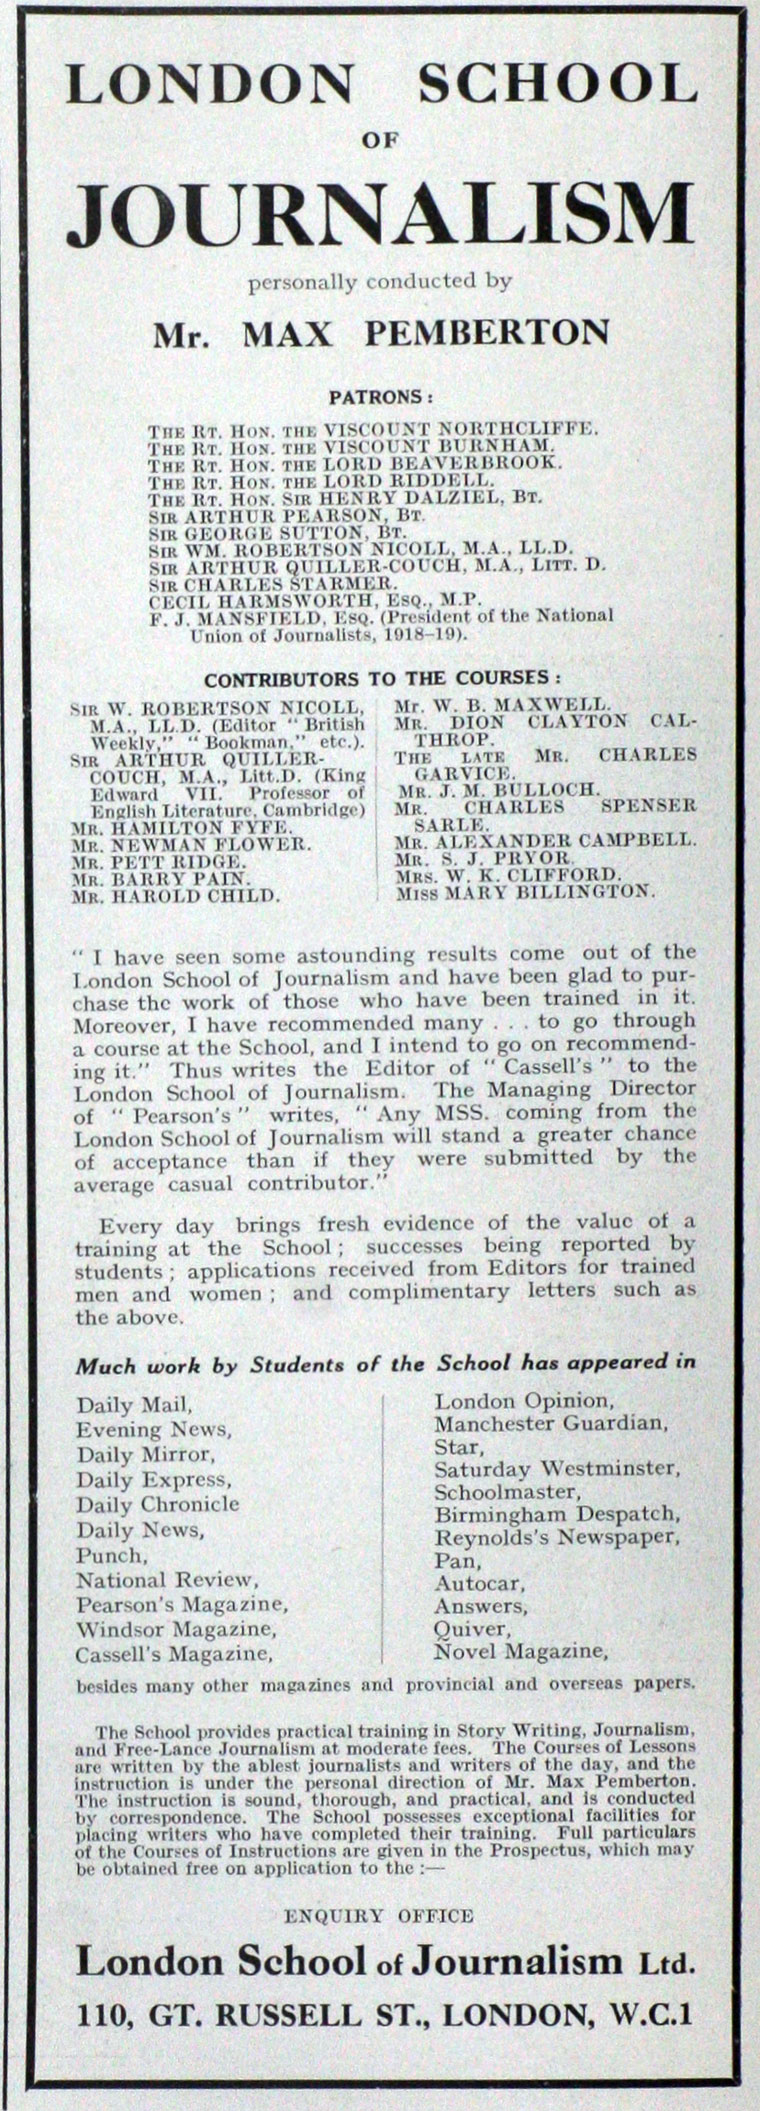 LONDON SCHOOL
OF
JOURNALISM
personally conducted by
Mr. MAX PEMBERTON
PATRONS :
THE RT. HON. THE VISCOUNT NORTHCLIFFE.
THE RT. HON. THE VISCOUNT BURNHAM.
THE RT. HON. THE LORD BEAVERBROOK.
THE RT. HON. THE LORD RIDDELL.
THE RT. HON. SIR HENRY DALZIEL, BT.
SIR ARTHUR PEARSON, BT.
SIR GEORGE SUTTON, BT.
SIR WM. ROBERTSON NICOLL, M.A., LL.D.
SIR ARTHUR QUILLER-COUCH, M.A., LITT. D.
SIR CHARLES STARMER.
CECIL HARMSWORTH, ESQ., M.P.
F. J. MANSFIELD, ESQ. (President of the National
Union of Journalists, 1918–19).
CONTRIBUTORS TO THE COURSES :
SIR W. ROBERTSON NICOLL,
M.A., LL.D. (Editor "British
Weekly," "Bookman," etc.).
SIR ARTHUR QUILLER-
COUCH, M.A., Litt.D. (King
Edward VII. Professor of
English Literature, Cambridge)
MR. HAMILTON FYFE.
MR. NEWMAN FLOWER.
MR. PETT RIDGE.
MR. BARRY PAIN.
MR. HAROLD CHILD.
Mr. W. B. MAXWELL.
MR. DION CLAYTON CAL-
THROP.
THE LATE MR. CHARLES
GARVICE.
MR. J. M. BULLOCH.
MR. CHARLES SPENSER
SARLE.
MR. ALEXANDER CAMPBELL.
MR. S. J. PRYOR.
MRS. W. K. CLIFFORD.
MISS MARY BILLINGTON.
"I have seen some astounding results come out of the
London School of Journalism and have been glad to pur-
chase the work of those who have been trained in it.
Moreover, I have recommended many . . . to go through
a course at the School, and I intend to go on recommend-
ing it." Thus writes the Editor of "Cassell's" to the
London School of Journalism. The Managing Director
of "Pearson's" writes, "Any MSS. coming from the
London School of Journalism will stand a greater chance
of acceptance than if they were submitted by the
average casual contributor."
Every day brings fresh evidence of the value of a
training at the School ; successes being reported by
students ; applications received from Editors for trained
men and women ; and complimentary letters such as
the above.
Much work by Students of the School has appeared in
Daily Mail,
Evening News,
Daily Mirror,
Daily Express,
Daily Chronicle
Daily News,
Punch,
National Review,
Pearson's Magazine,
Windsor Magazine,
Cassell's Magazine,
London Opinion,
Manchester Guardian,
Star,
Saturday Westminster,
Schoolmaster,
Birmingham Despatch,
Reynolds's Newspaper,
Pan,
Autocar,
Answers,
Quiver,
Novel Magazine,
besides many other magazines and provincial and overseas papers.
The School provides practical training in Story Writing, Journalism,
and Free-Lance Journalism at moderate fees. The Courses of Lessons
are written by the ablest journalists and writers of the day, and the
instruction is under the personal direction of Mr. Max Pemberton.
The instruction is sound, thorough, and practical, and is conducted
by correspondence. The School possesses exceptional facilities for
placing writers who have completed their training. Full particulars
of the Courses of Instructions are given in the Prospectus, which may
be obtained free on application to the :—
ENQUIRY OFFICE
London School of Journalism Ltd.
110, GT. RUSSELL ST., LONDON, W.C.1